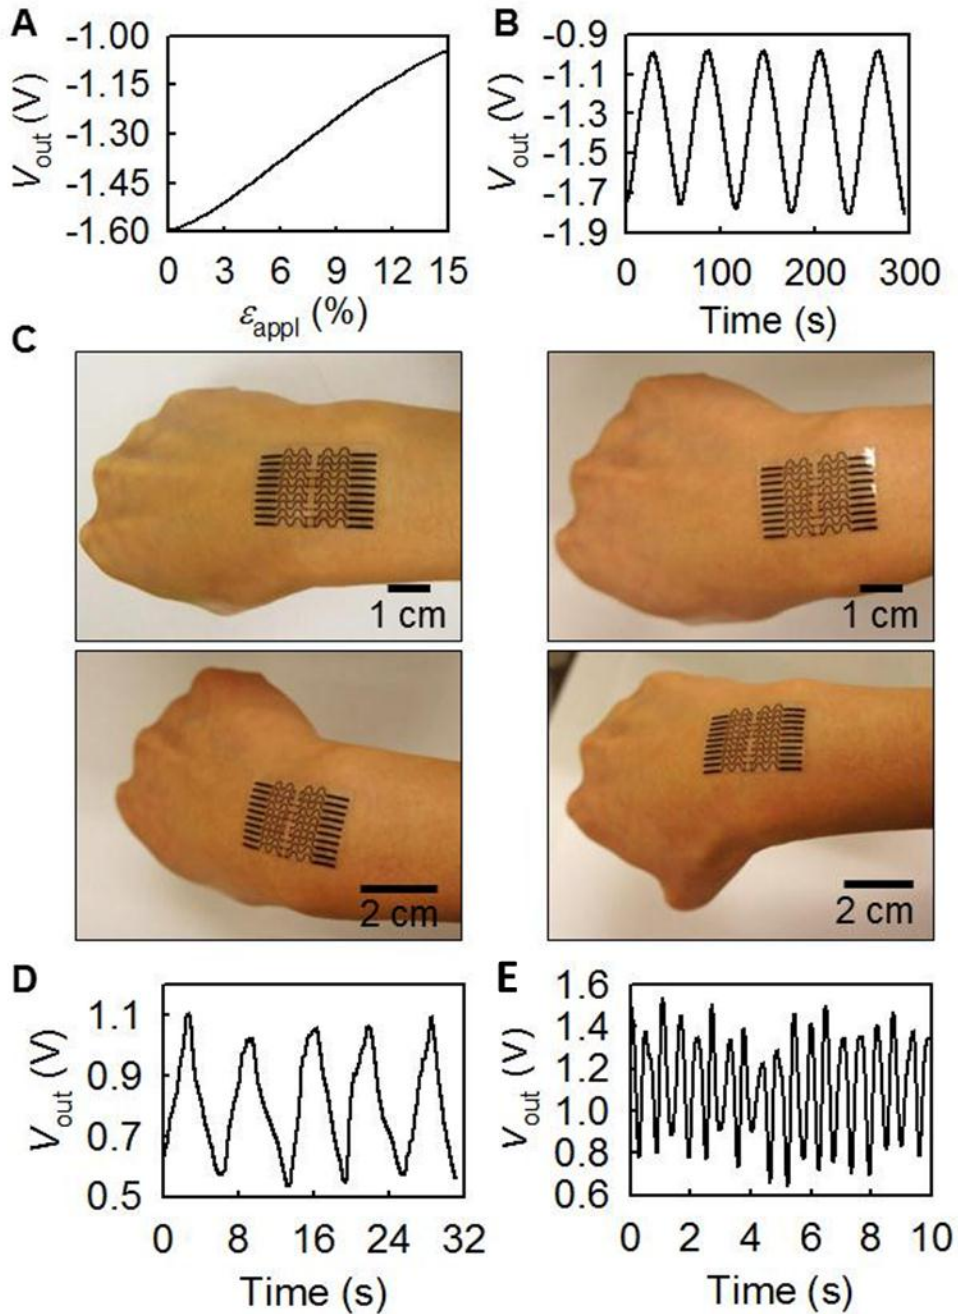 A
-1.00
-1.15
-1.30
-1.45
-1.60
Vout (V)
0 3 6 9 12 15
εappl (%)
B
-0.9
-1.1
-1.3
-1.5
-1.7
-1.9
Vout (V)
0 100 200 300
Time (s)
C
1 cm
1 cm
2 cm
2 cm
D
1.1
0.9
0.7
0.5
Vout (V)
0 8 16 24 32
Time (s)
E
1.6
1.4
1.2
1.0
0.8
0.6
Vout (V)
0 2 4 6 8 10
Time (s)